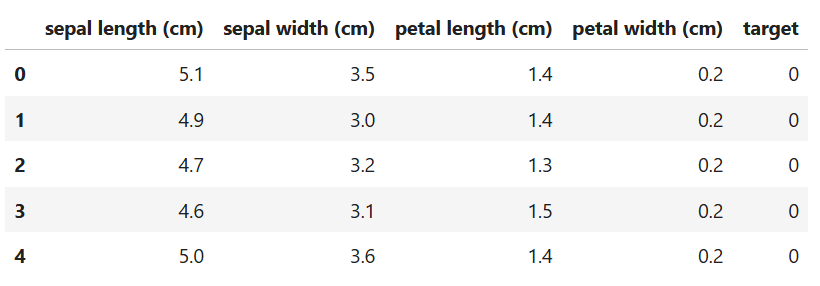 sepal length (cm) sepal width (cm) petal length (cm) petal width (cm) target
0 5.1 3.5 1.4 0.2 0
1 4.9 3.0 1.4 0.2 0
2 4.7 3.2 1.3 0.2 0
3 4.6 3.1 1.5 0.2 0
4 5.0 3.6 1.4 0.2 0